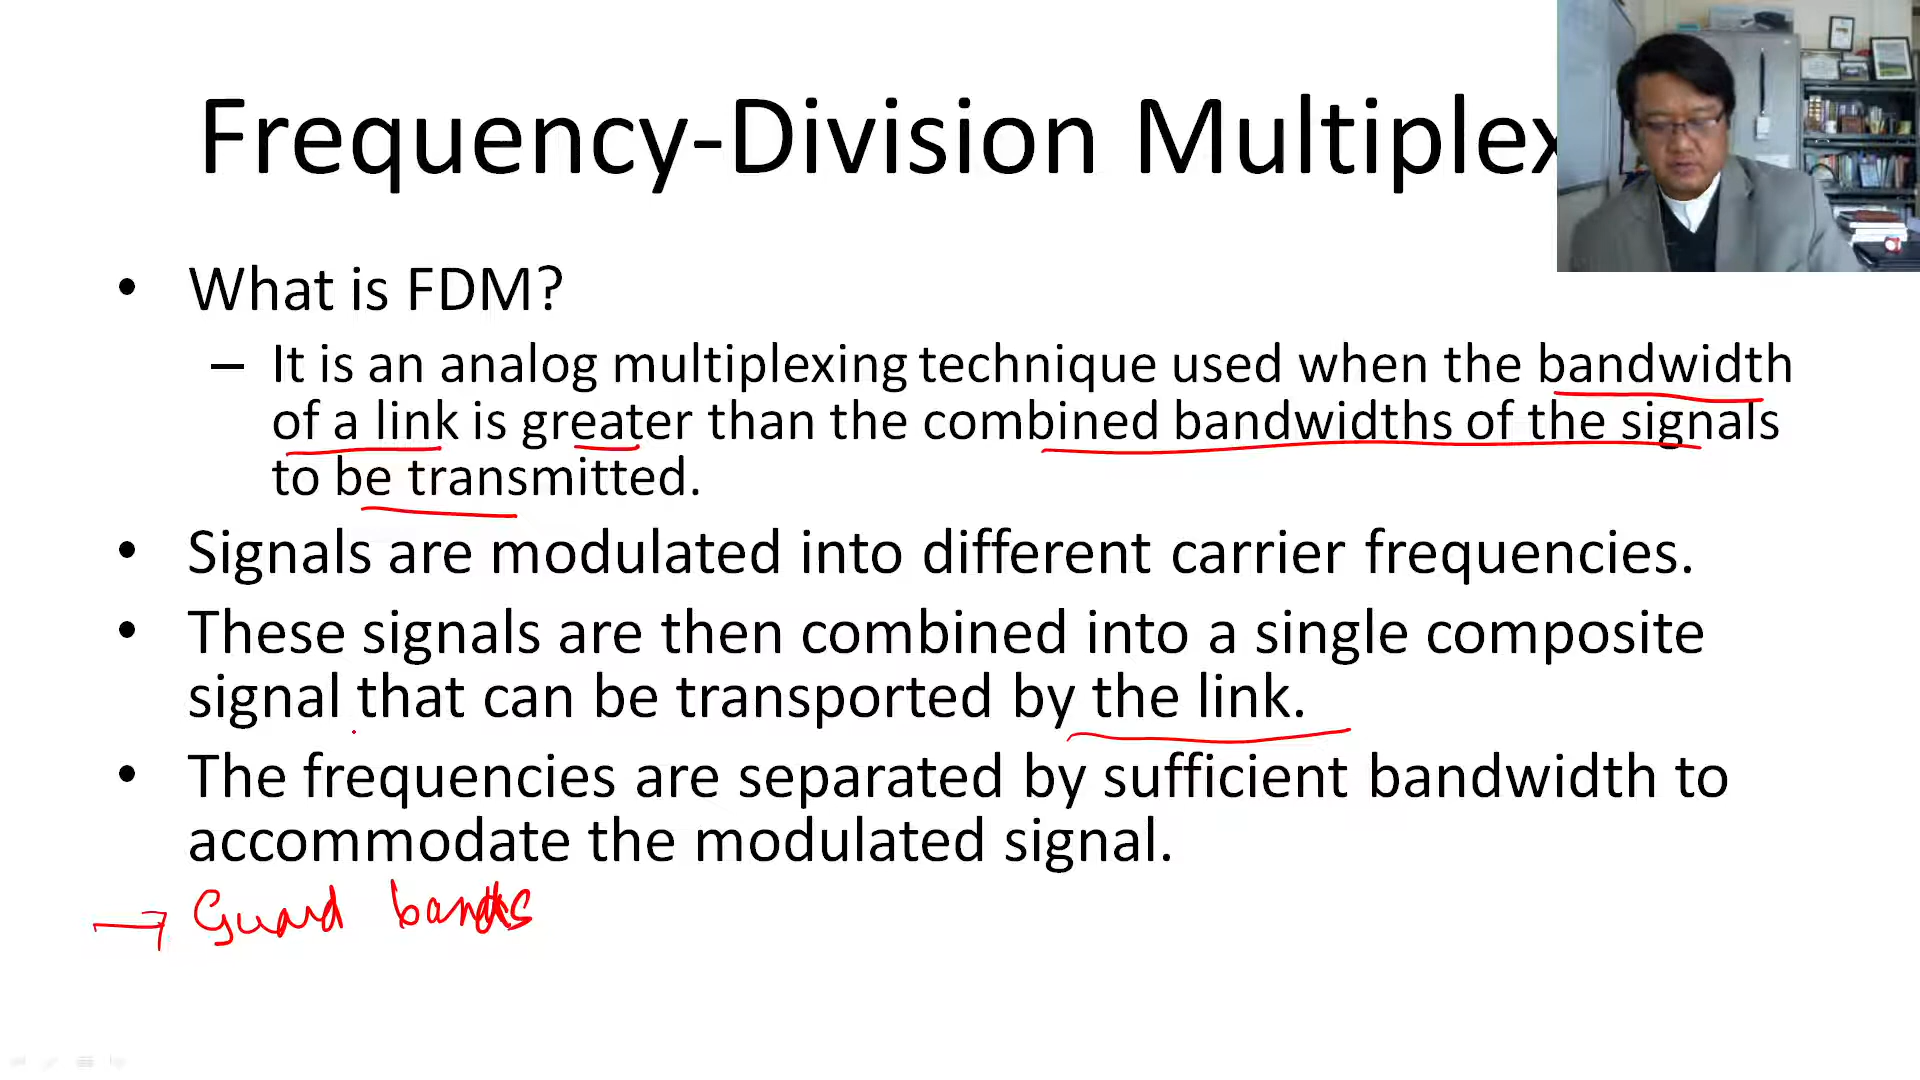 Frequency-Division Multiplex
• What is FDM?
– It is an analog multiplexing technique used when the bandwidth
of a link is greater than the combined bandwidths of the signals
to be transmitted.
• Signals are modulated into different carrier frequencies.
• These signals are then combined into a single composite
signal that can be transported by the link.
• The frequencies are separated by sufficient bandwidth to
accommodate the modulated signal.
→ Guard bands